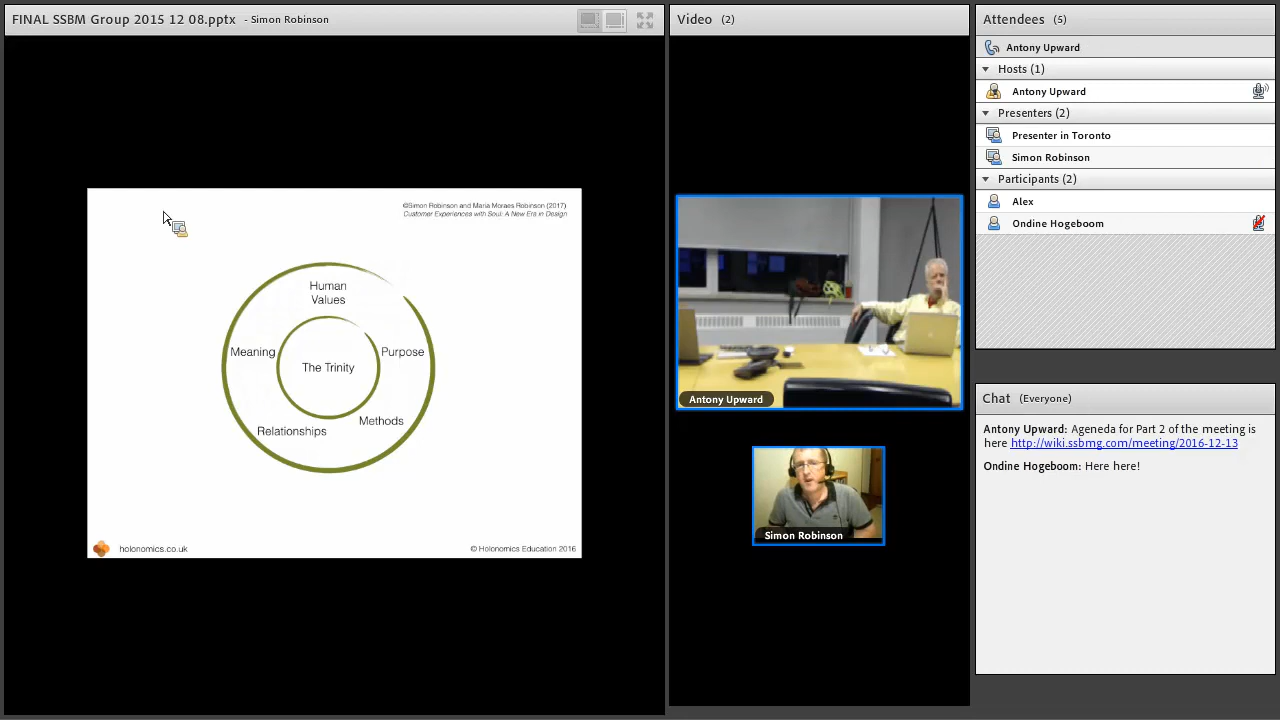 FINAL SSBM Group 2015 12 08.pptx - Simon Robinson
©Simon Robinson and Maria Moraes Robinson (2017)
Customer Experiences with Soul: A New Era in Design
Human
Values
Meaning
Purpose
The Trinity
Methods
Relationships
holonomics.co.uk
© Holonomics Education 2016
Video (2)
Antony Upward
Simon Robinson
Attendees (5)
Antony Upward
Hosts (1)
Antony Upward
Presenters (2)
Presenter in Toronto
Simon Robinson
Participants (2)
Alex
Ondine Hogeboom
Chat (Everyone)
Antony Upward: Ageneda for Part 2 of the meeting is
here http://wiki.ssbmg.com/meeting/2016-12-13
Ondine Hogeboom: Here here!